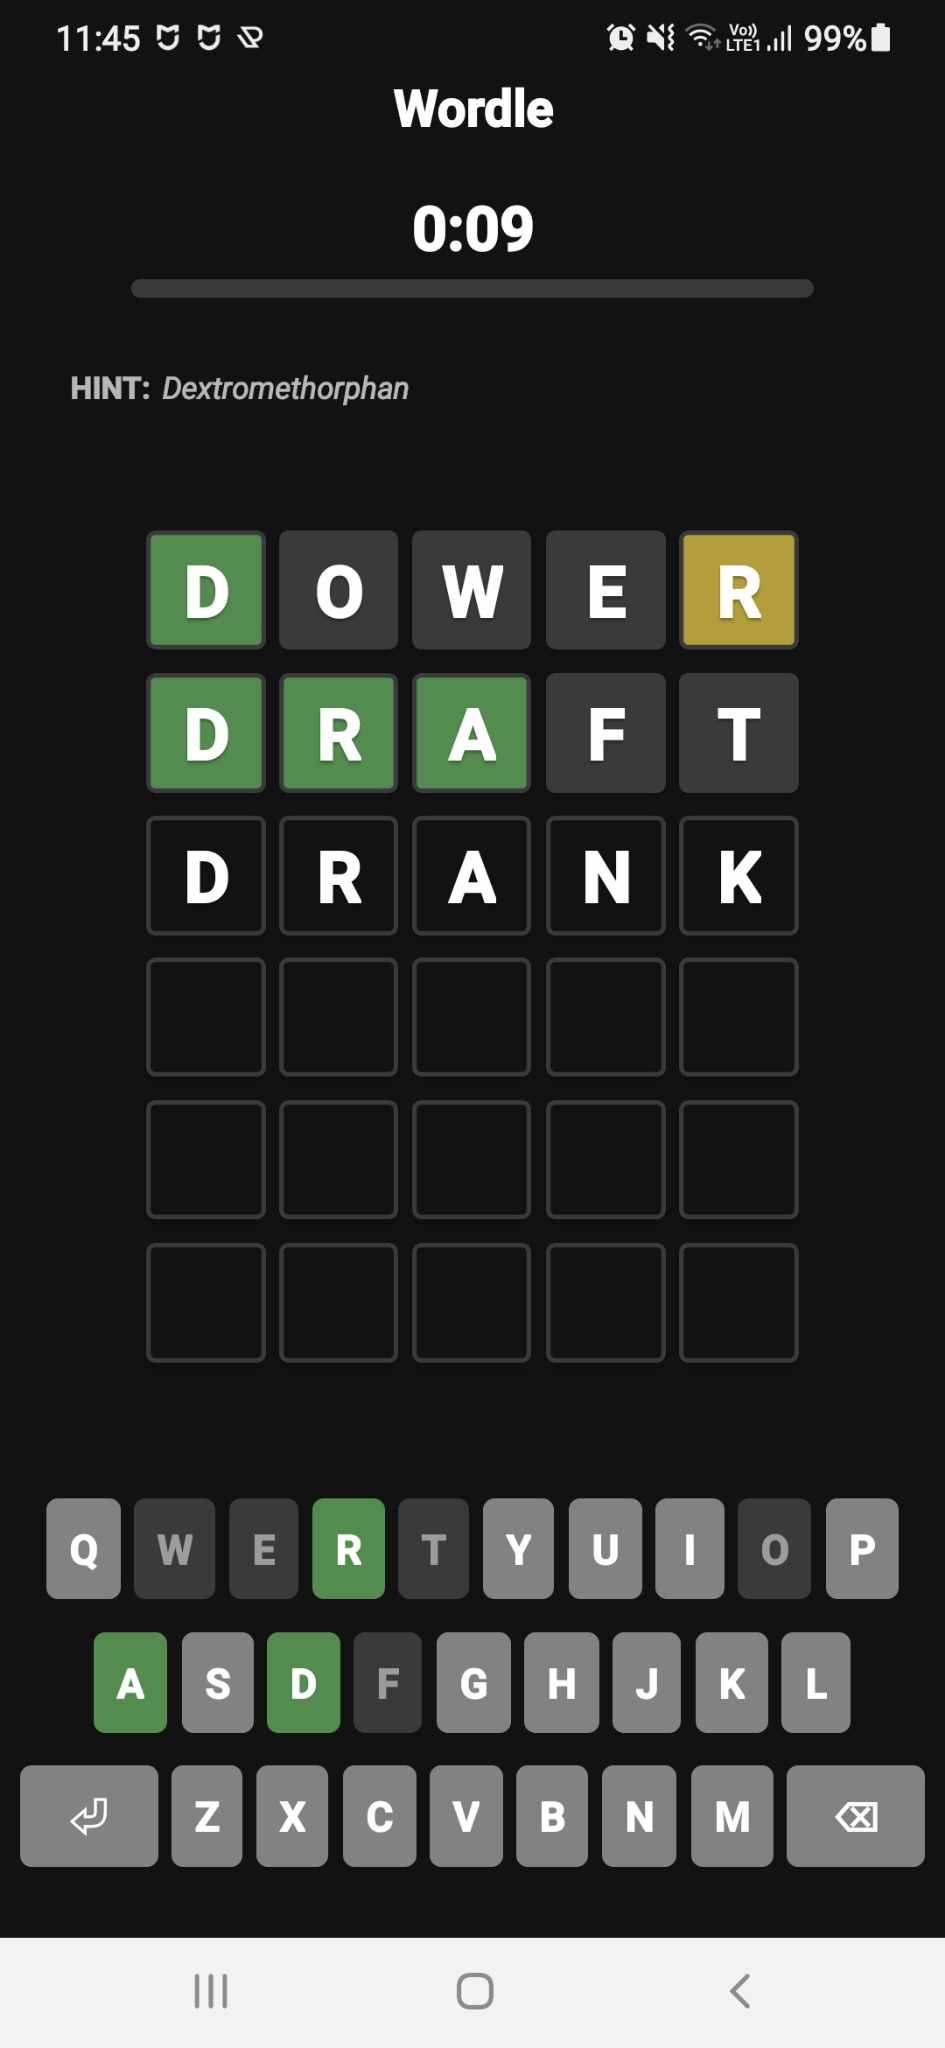 11:45 Vo)) LTE1 99%
Wordle
0:09
HINT: Dextromethorphan
D O W E R
D R A F T
D R A N K
Q W E R T Y U I O P
A S D F G H J K L
Z X C V B N M